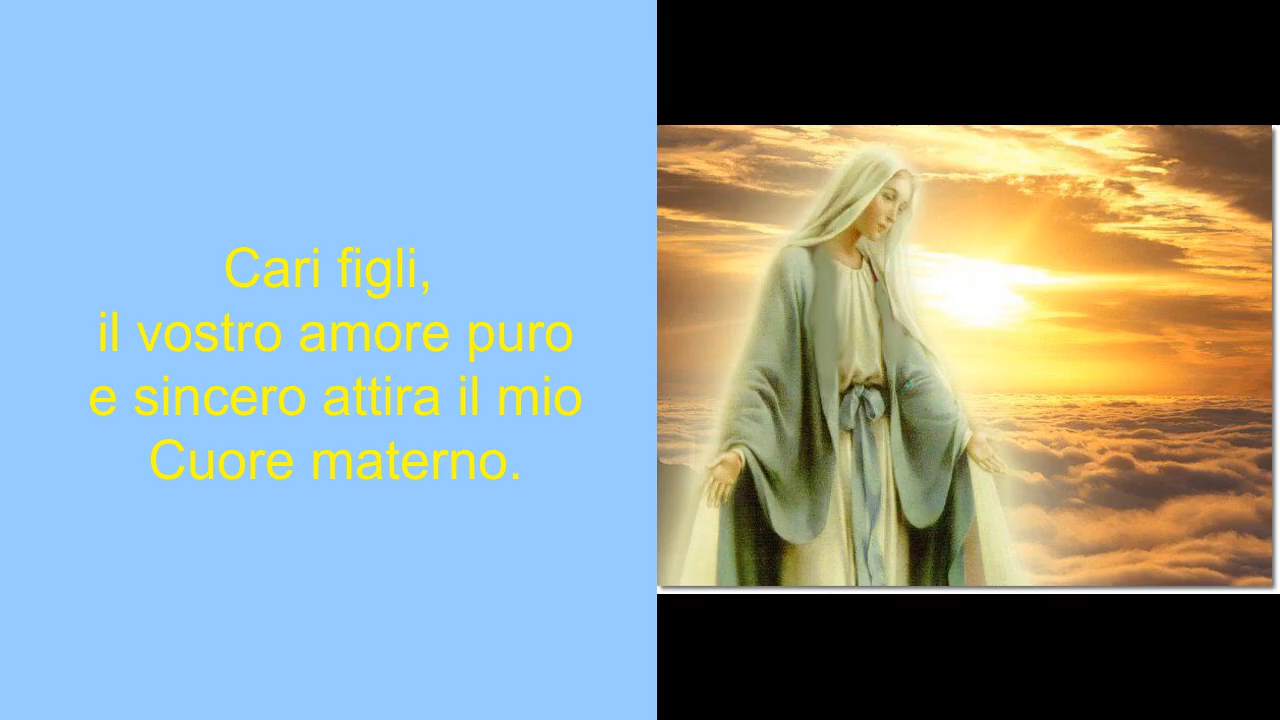 Cari figli,
il vostro amore puro
e sincero attira il mio
Cuore materno.